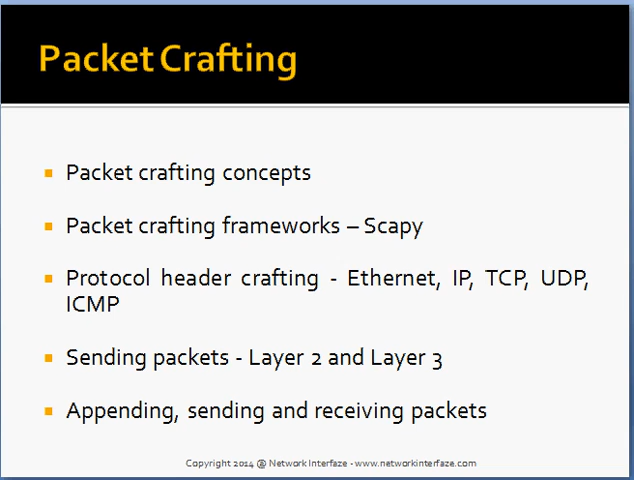 Packet Crafting
Packet crafting concepts
Packet crafting frameworks – Scapy
Protocol header crafting - Ethernet, IP, TCP, UDP,
ICMP
Sending packets - Layer 2 and Layer 3
Appending, sending and receiving packets
Copyright 2014 @ Network Interfaze - www.networkinterfaze.com